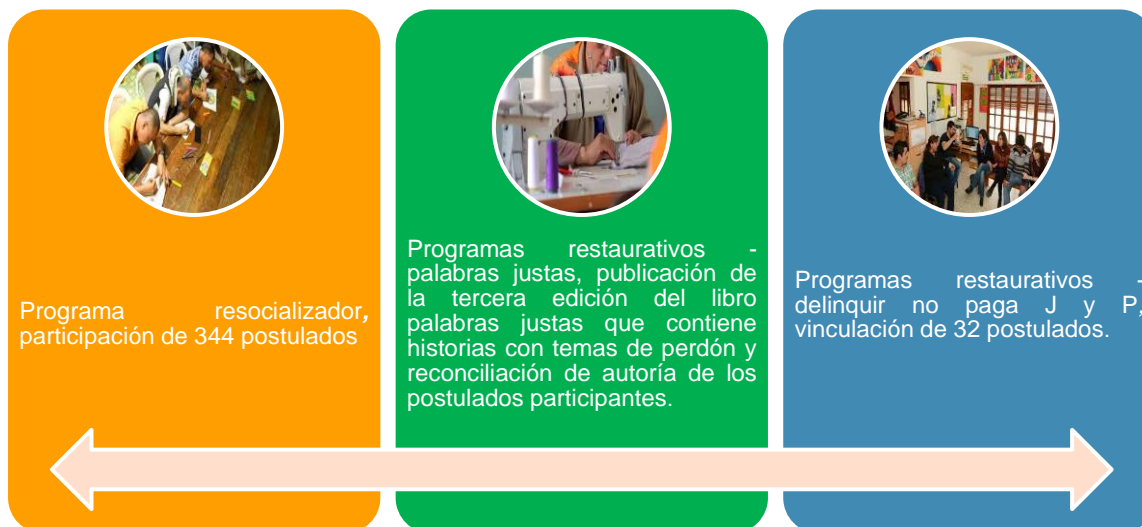 Programa resocializador,
participación de 344 postulados
Programas restaurativos -
palabras justas, publicación de
la tercera edición del libro
palabras justas que contiene
historias con temas de perdón y
reconciliación de autoría de los
postulados participantes.
Programas restaurativos -
delinquir no paga J y P,
vinculación de 32 postulados.